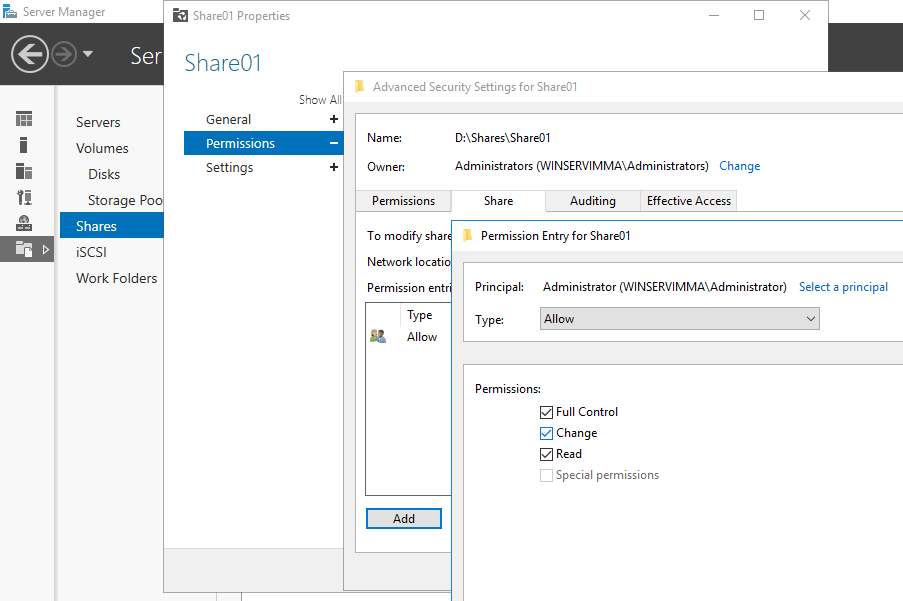 Server Manager
Share01 Properties
Ser
Share01
Show All
General +
Permissions −
Settings +
Servers
Volumes
Disks
Storage Poo
Shares
iSCSI
Work Folders
Advanced Security Settings for Share01
Name: D:\Shares\Share01
Owner: Administrators (WINSERVIMMA\Administrators) Change
Permissions Share Auditing Effective Access
To modify share
Network locatio
Permission entri
Type
Allow
Add
Permission Entry for Share01
Principal: Administrator (WINSERVIMMA\Administrator) Select a principal
Type: Allow
Permissions:
Full Control
Change
Read
Special permissions